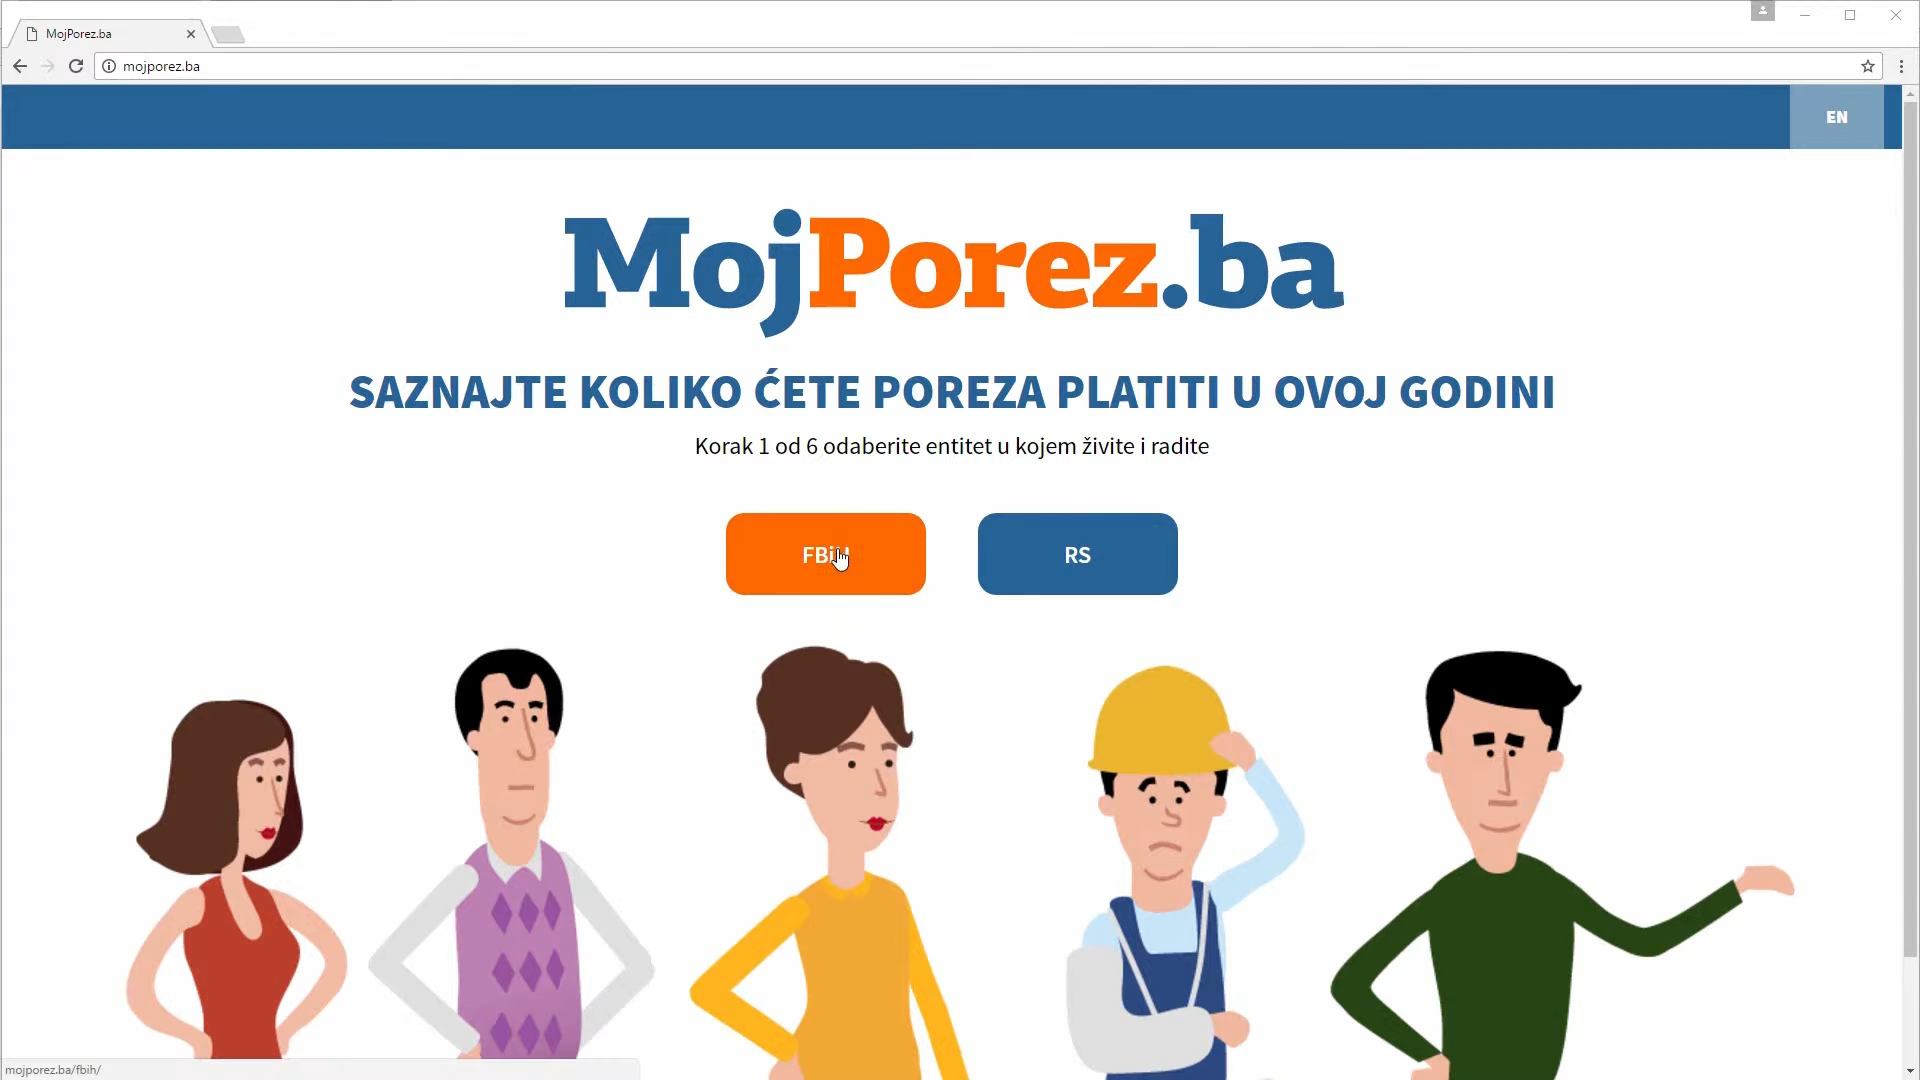 MojPorez.ba
mojporez.ba
EN
MojPorez.ba
SAZNAJTE KOLIKO ĆETE POREZA PLATITI U OVOJ GODINI
Korak 1 od 6 odaberite entitet u kojem živite i radite
FBiH
RS
mojporez.ba/fbih/